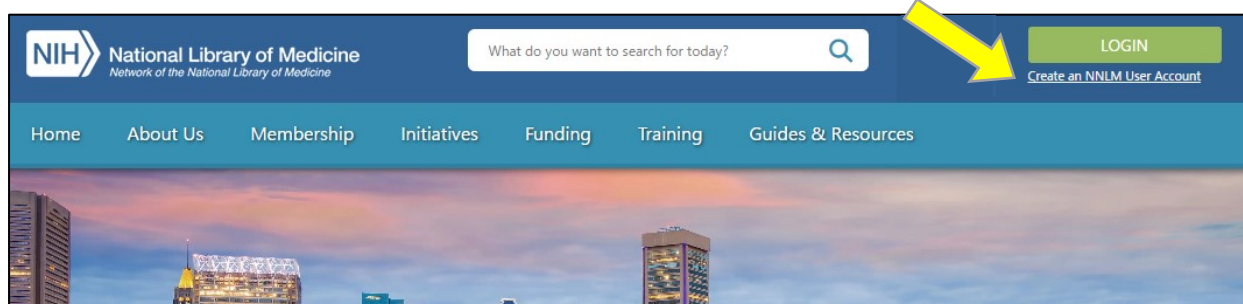 NIH National Library of Medicine
Network of the National Library of Medicine
What do you want to search for today?
LOGIN
Create an NNLM User Account
Home About Us Membership Initiatives Funding Training Guides & Resources